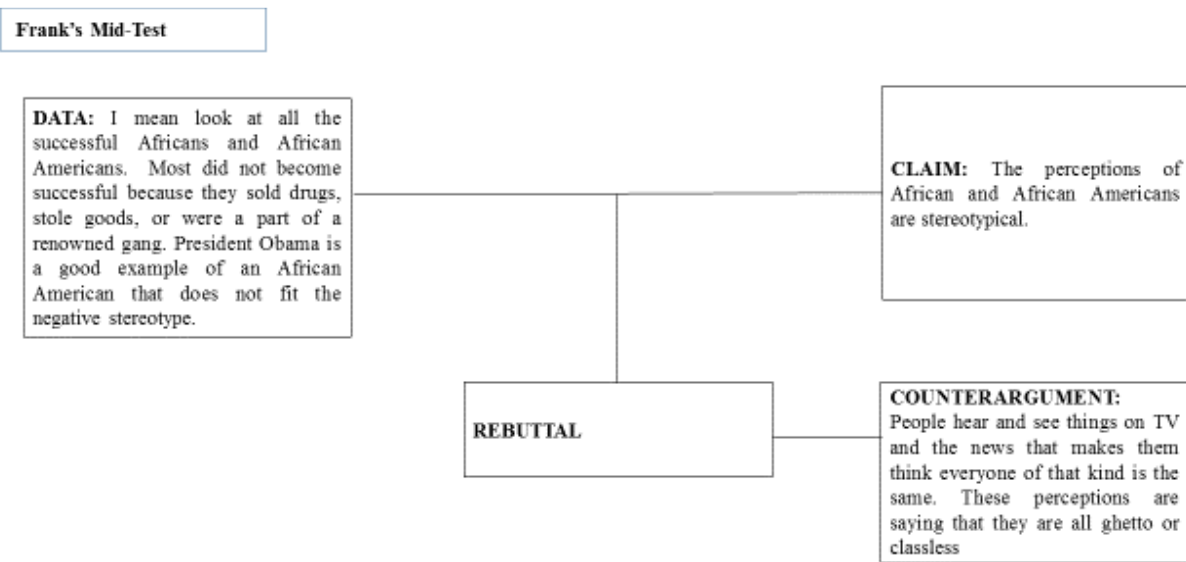 Frank's Mid-Test
DATA: I mean look at all the
successful Africans and African
Americans. Most did not become
successful because they sold drugs,
stole goods, or were a part of a
renowned gang. President Obama is
a good example of an African
American that does not fit the
negative stereotype.
CLAIM: The perceptions of
African and African Americans
are stereotypical.
REBUTTAL
COUNTERARGUMENT:
People hear and see things on TV
and the news that makes them
think everyone of that kind is the
same. These perceptions are
saying that they are all ghetto or
classless